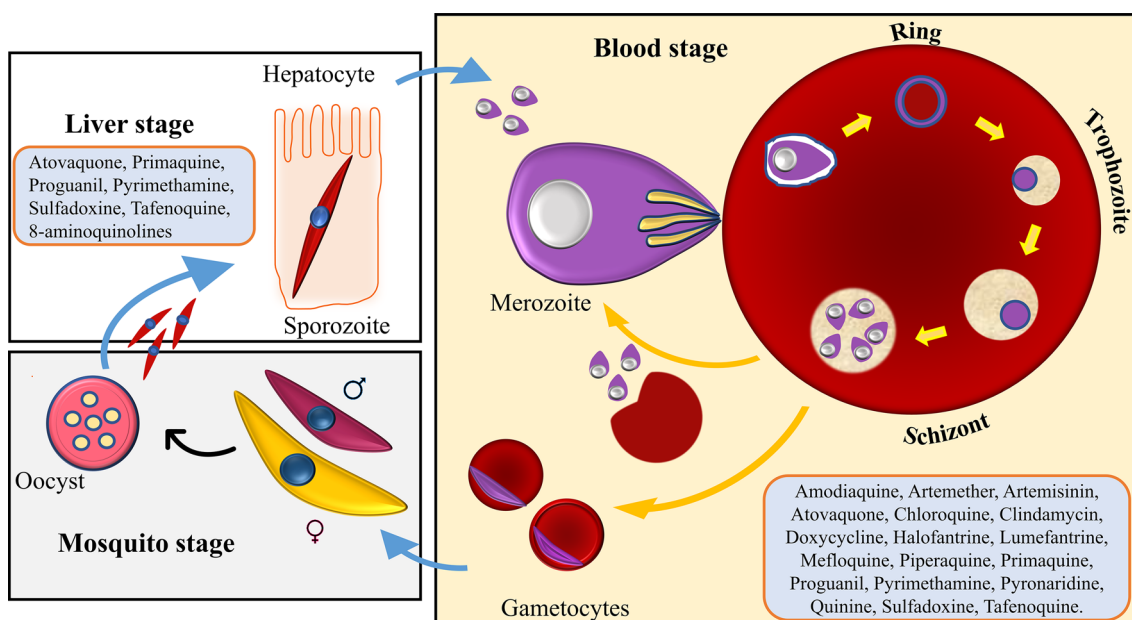 Liver stage
Atovaquone, Primaquine,
Proguanil, Pyrimethamine,
Sulfadoxine, Tafenoquine,
8-aminoquinolines
Hepatocyte
Sporozoite
Blood stage
Merozoite
Ring
Trophozoite
Schizont
Gametocytes
Amodiaquine, Artemether, Artemisinin,
Atovaquone, Chloroquine, Clindamycin,
Doxycycline, Halofantrine, Lumefantrine,
Mefloquine, Piperaquine, Primaquine,
Proguanil, Pyrimethamine, Pyronaridine,
Quinine, Sulfadoxine, Tafenoquine.
Oocyst
♂
♀
Mosquito stage